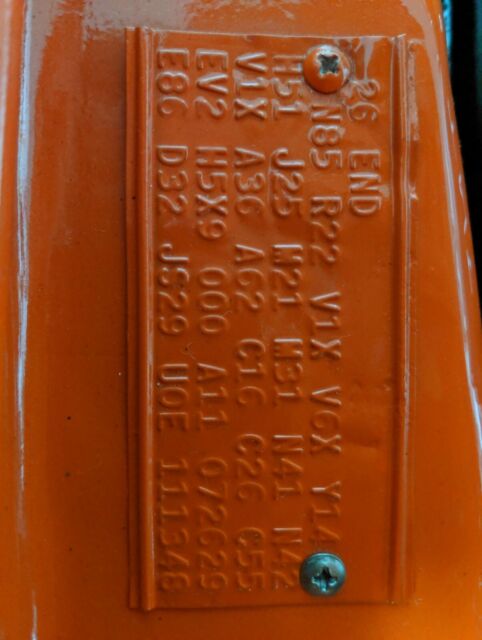 26 END
N85 R22 V1X V6X Y14
H51 J25 M21 M31 N41 N42
V1X A36 A62 C16 C26 C55
EV2 H5X9 000 A11 072629
E86 D32 JS29 U0E 111348